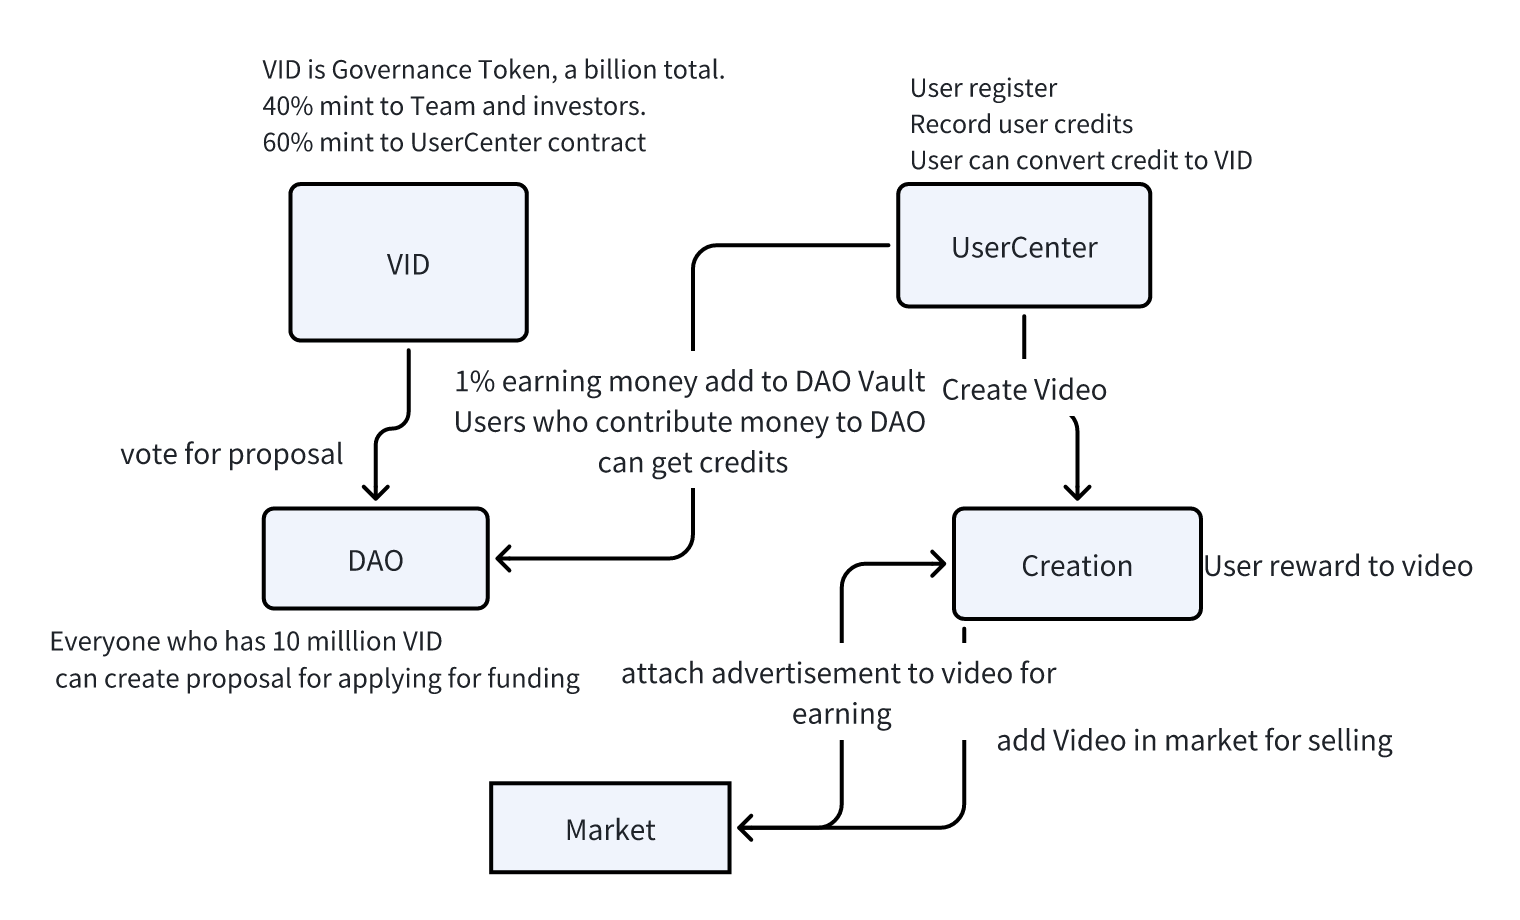 VID is Governance Token, a billion total.
40% mint to Team and investors.
60% mint to UserCenter contract
User register
Record user credits
User can convert credit to VID
VID
UserCenter
1% earning money add to DAO Vault
Users who contribute money to DAO
can get credits
Create Video
vote for proposal
DAO
Creation
User reward to video
Everyone who has 10 milllion VID
can create proposal for applying for funding
attach advertisement to video for
earning
add Video in market for selling
Market